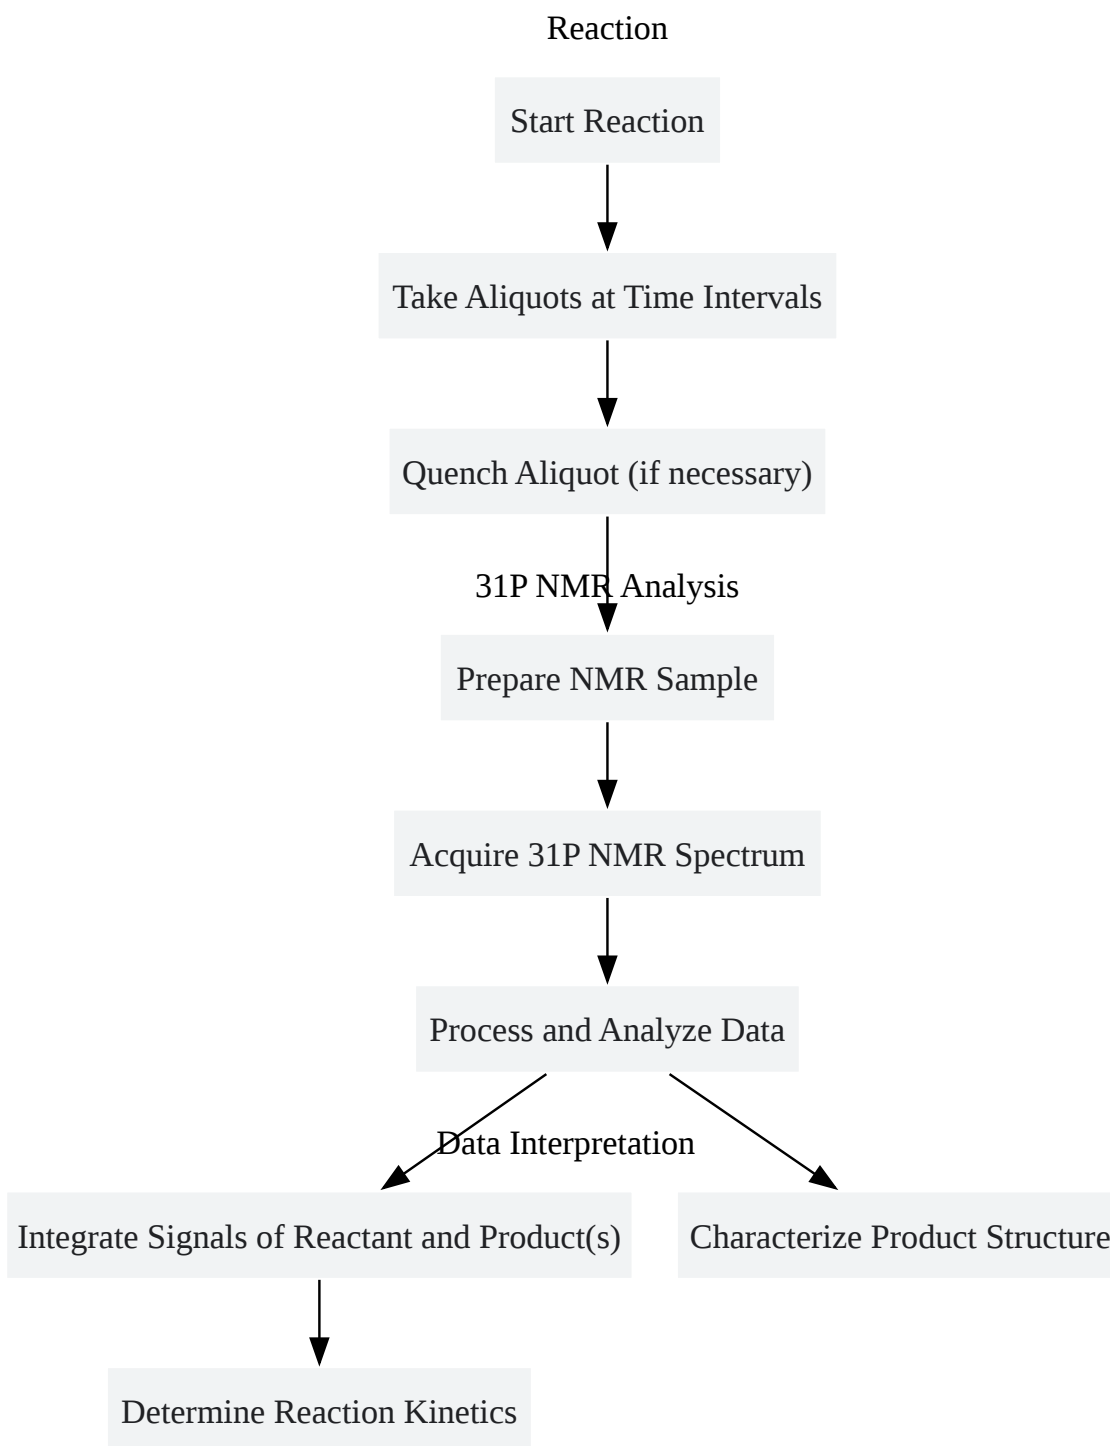 Reaction
Start Reaction
Take Aliquots at Time Intervals
Quench Aliquot (if necessary)
31P NMR Analysis
Prepare NMR Sample
Acquire 31P NMR Spectrum
Process and Analyze Data
Data Interpretation
Integrate Signals of Reactant and Product(s)
Characterize Product Structure
Determine Reaction Kinetics